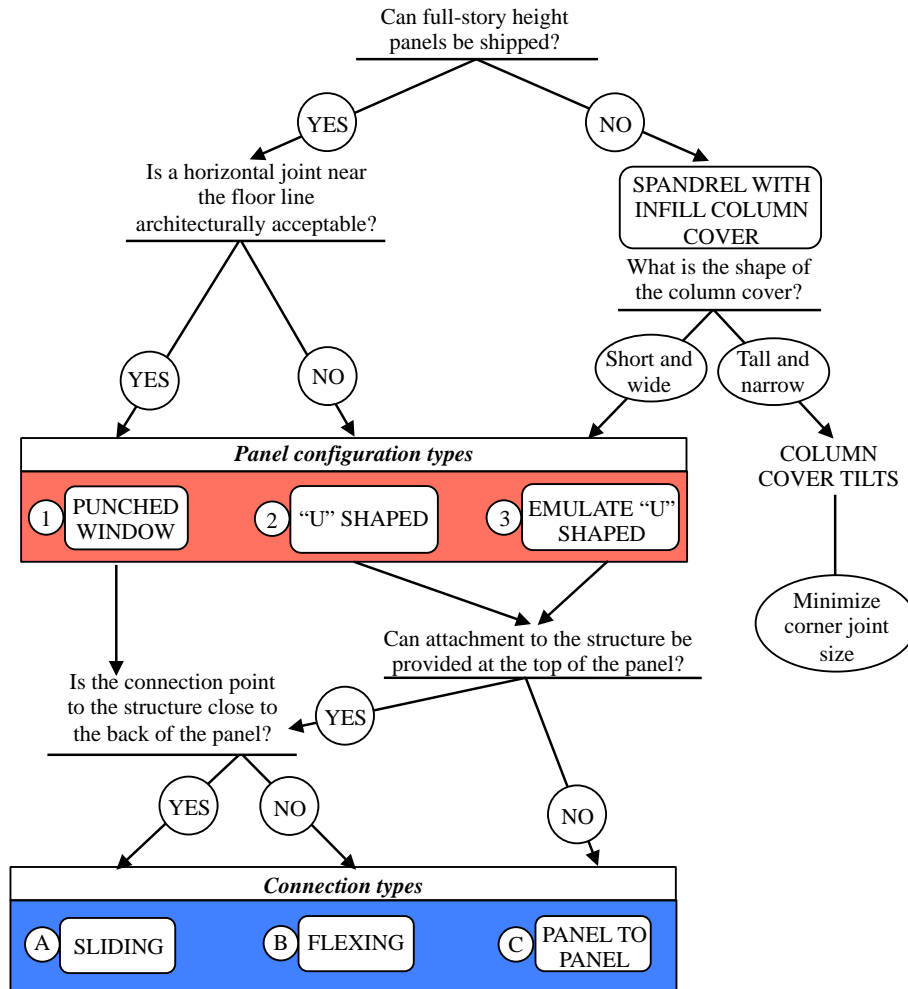 Can full-story height
panels be shipped?
YES
NO
Is a horizontal joint near
the floor line
architecturally acceptable?
SPANDREL WITH
INFILL COLUMN
COVER
What is the shape of
the column cover?
YES
NO
Short and
wide
Tall and
narrow
Panel configuration types
COLUMN
COVER TILTS
1
PUNCHED
WINDOW
2
“U” SHAPED
3
EMULATE “U”
SHAPED
Minimize
corner joint
size
Can attachment to the structure be
provided at the top of the panel?
Is the connection point
to the structure close to
the back of the panel?
YES
YES
NO
NO
Connection types
A
SLIDING
B
FLEXING
C
PANEL TO
PANEL